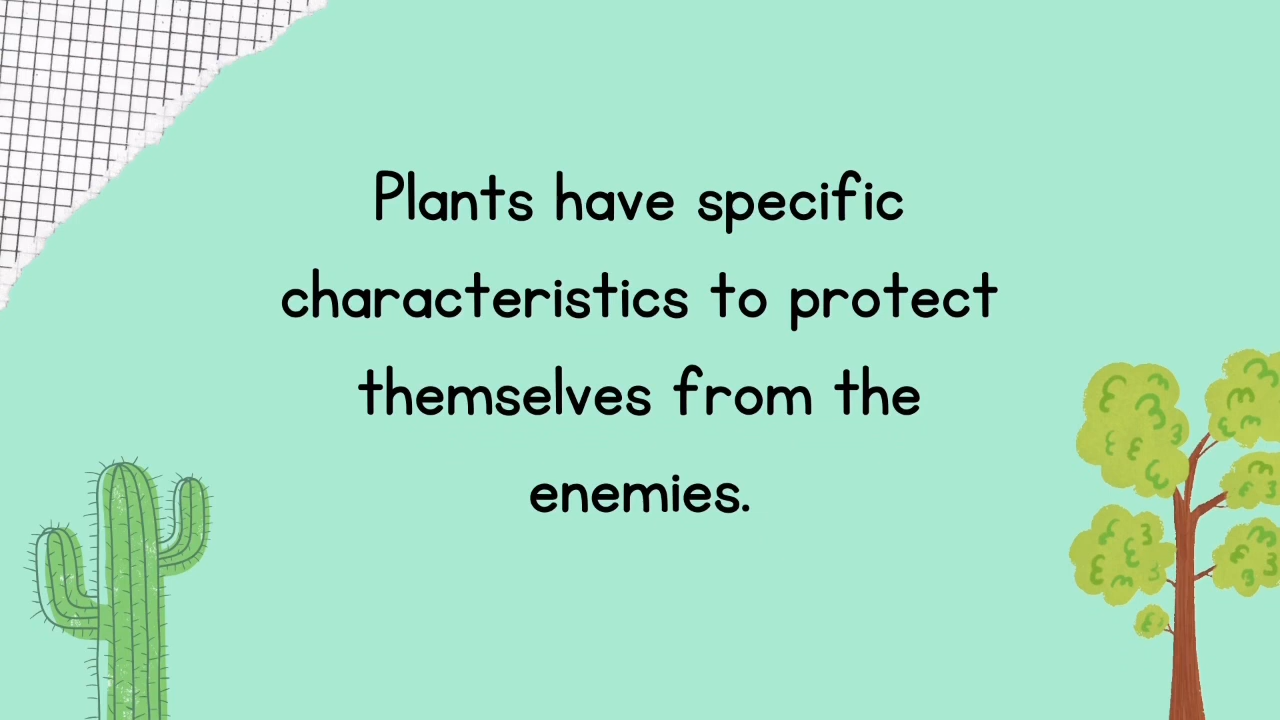 Plants have specific
characteristics to protect
themselves from the
enemies.